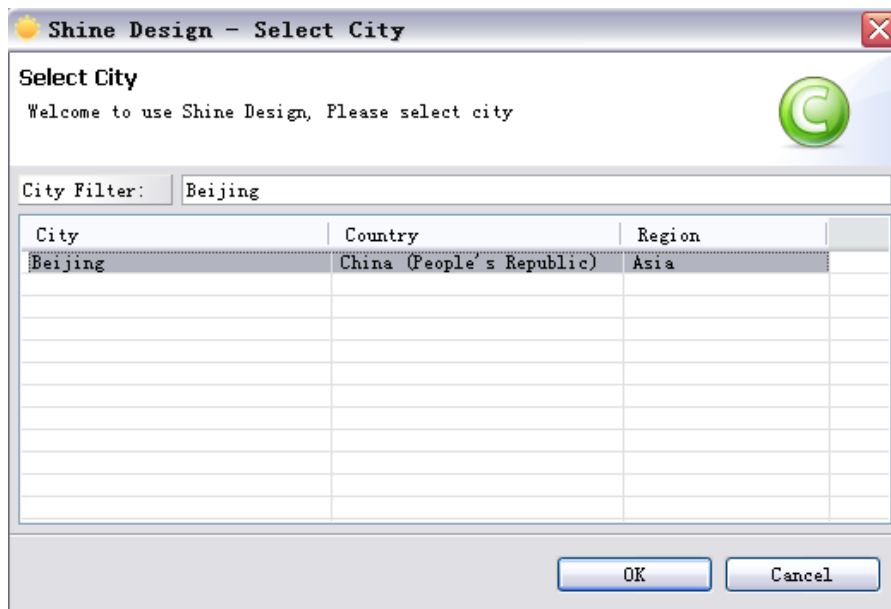 Shine Design - Select City
Select City
Welcome to use Shine Design, Please select city
C
City Filter: Beijing
City Country Region
Beijing China (People's Republic) Asia
OK Cancel